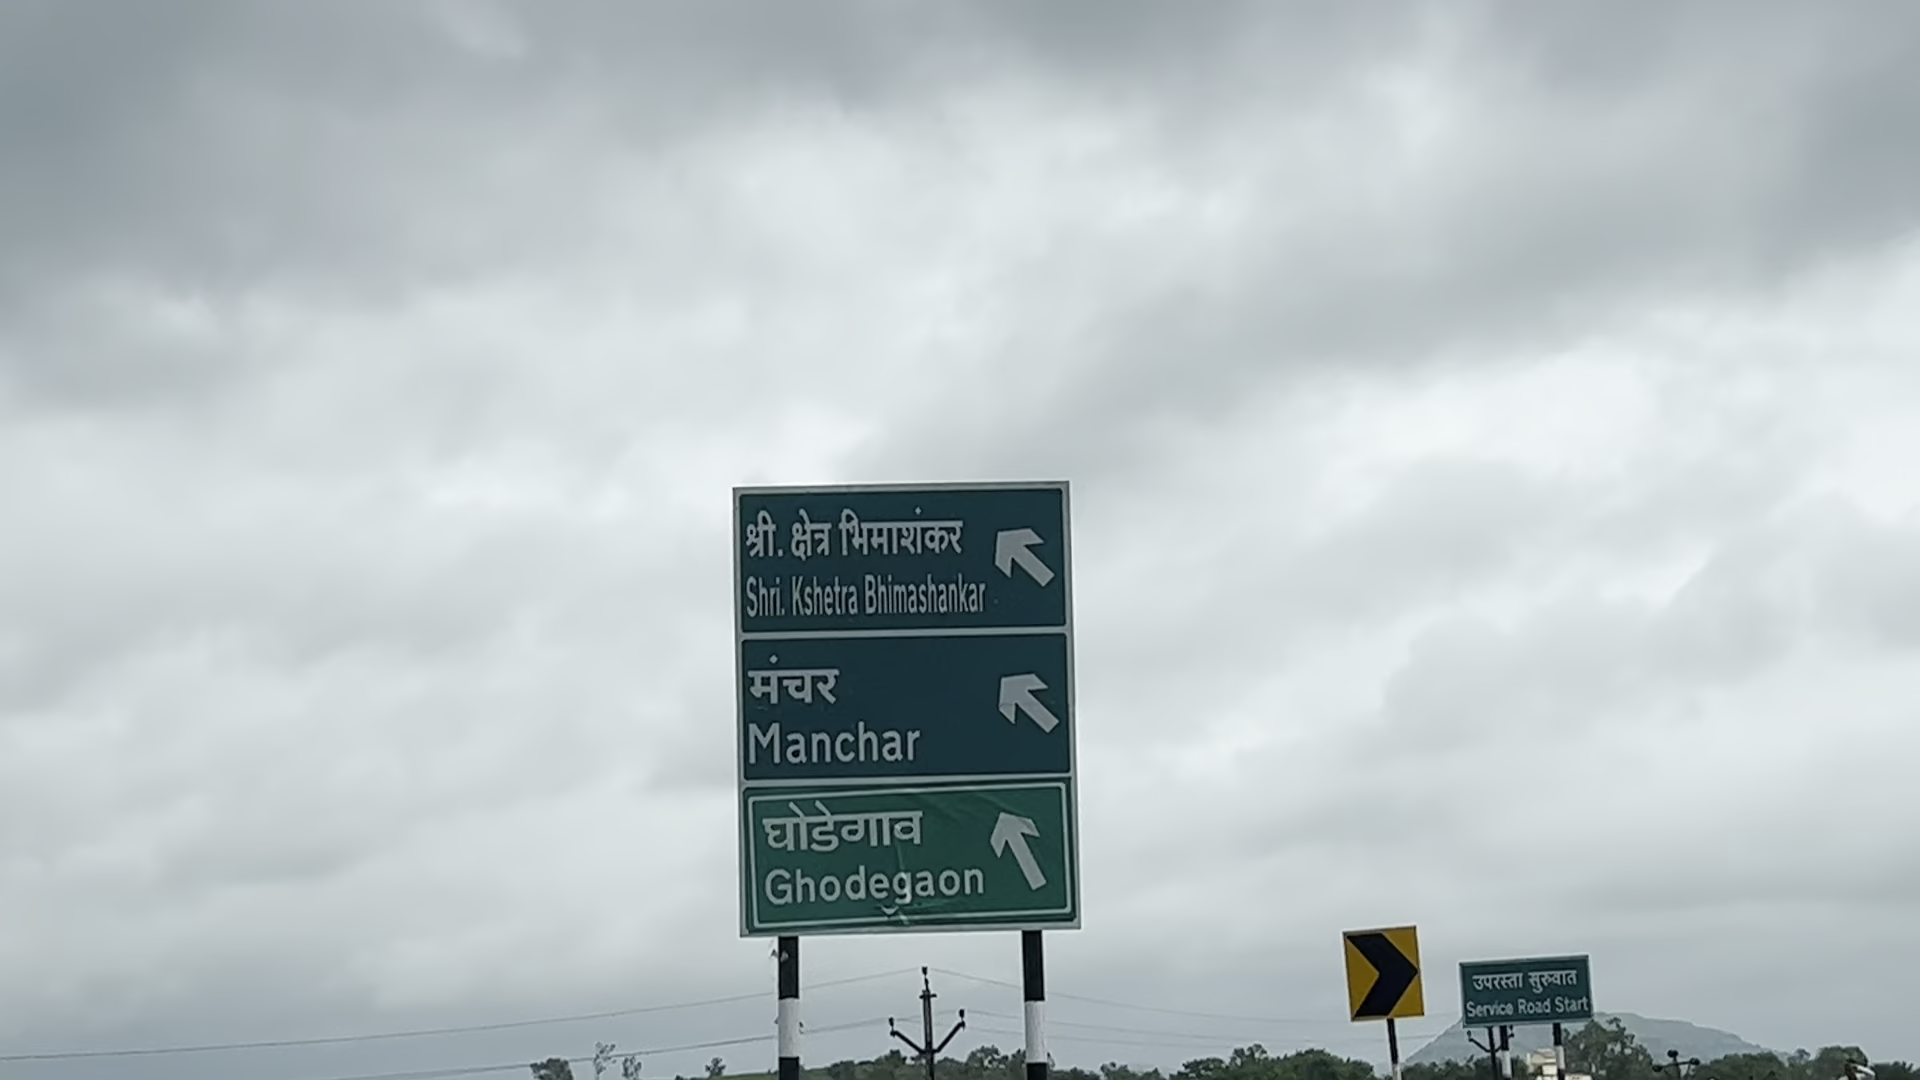 श्री. क्षेत्र भिमाशंकर
Shri. Kshetra Bhimashankar
मंचर
Manchar
घोडेगाव
Ghodegaon
उपरस्ता सुरुवात
Service Road Start